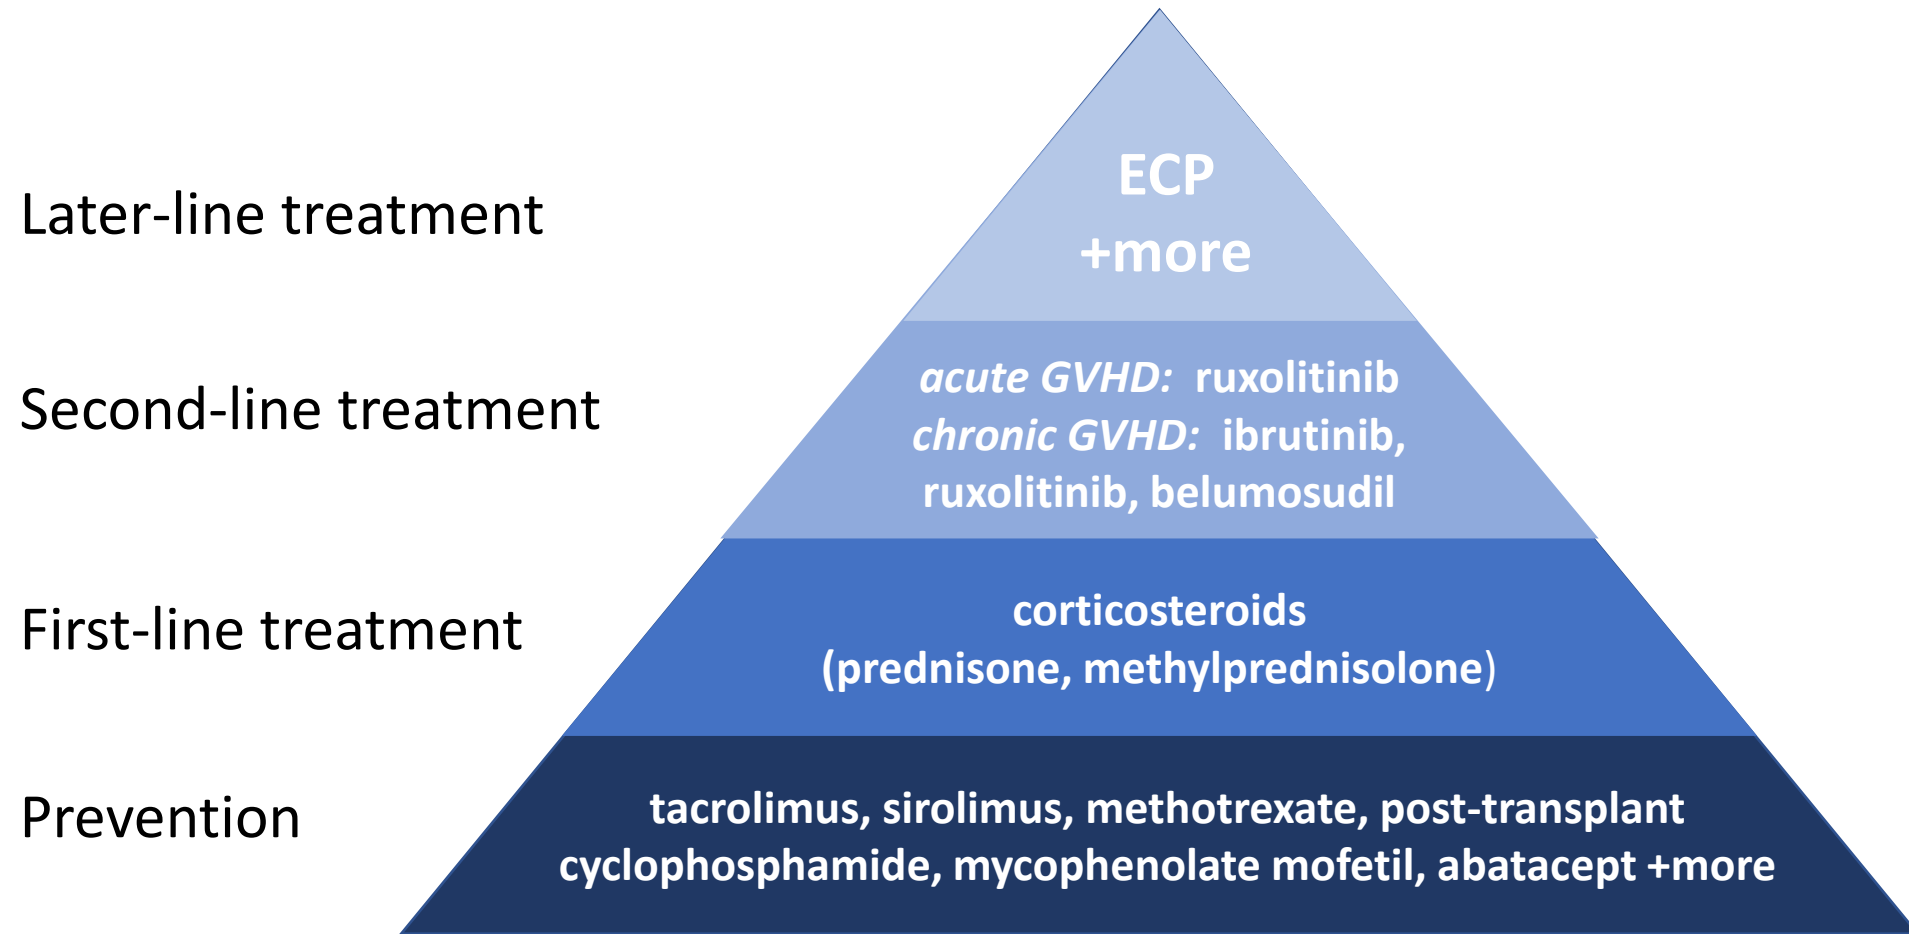 Later-line treatment
ECP
+more
Second-line treatment
acute GVHD: ruxolitinib
chronic GVHD: ibrutinib,
ruxolitinib, belumosudil
First-line treatment
corticosteroids
(prednisone, methylprednisolone)
Prevention
tacrolimus, sirolimus, methotrexate, post-transplant
cyclophosphamide, mycophenolate mofetil, abatacept +more